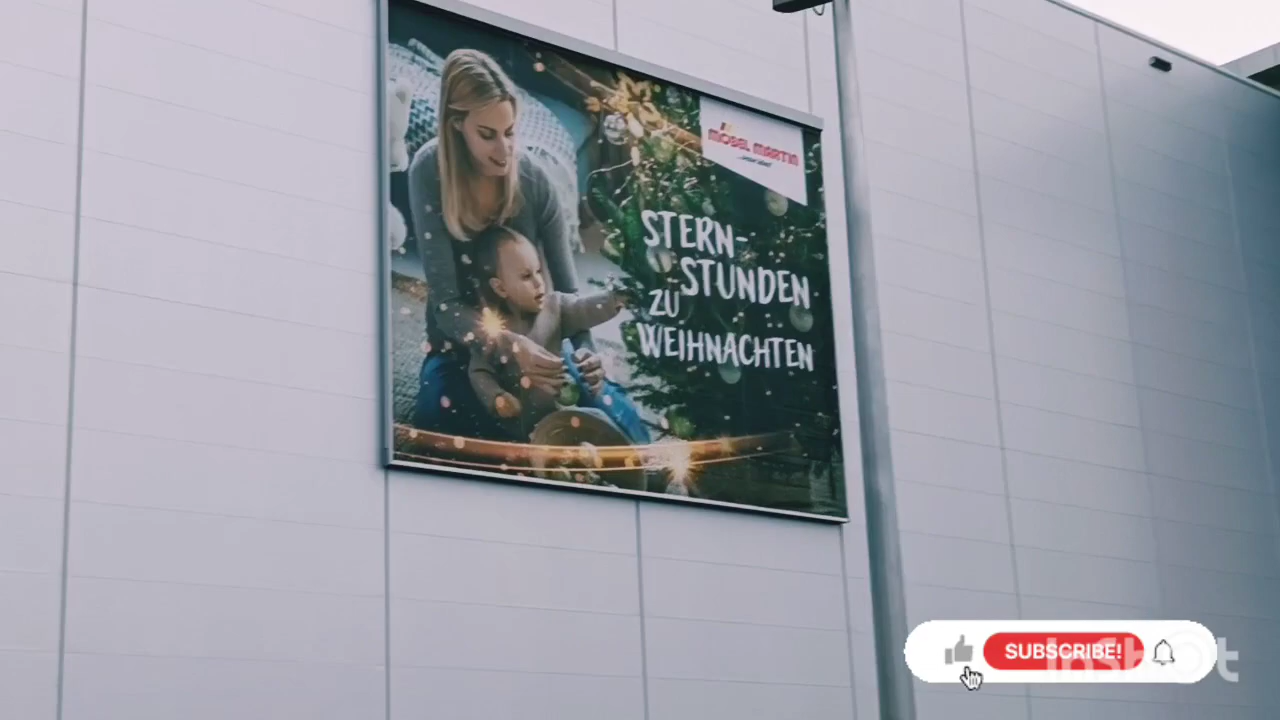 MÖBEL MARTIN
STERN-
STUNDEN
ZU
WEIHNACHTEN
SUBSCRIBE!
InShOt